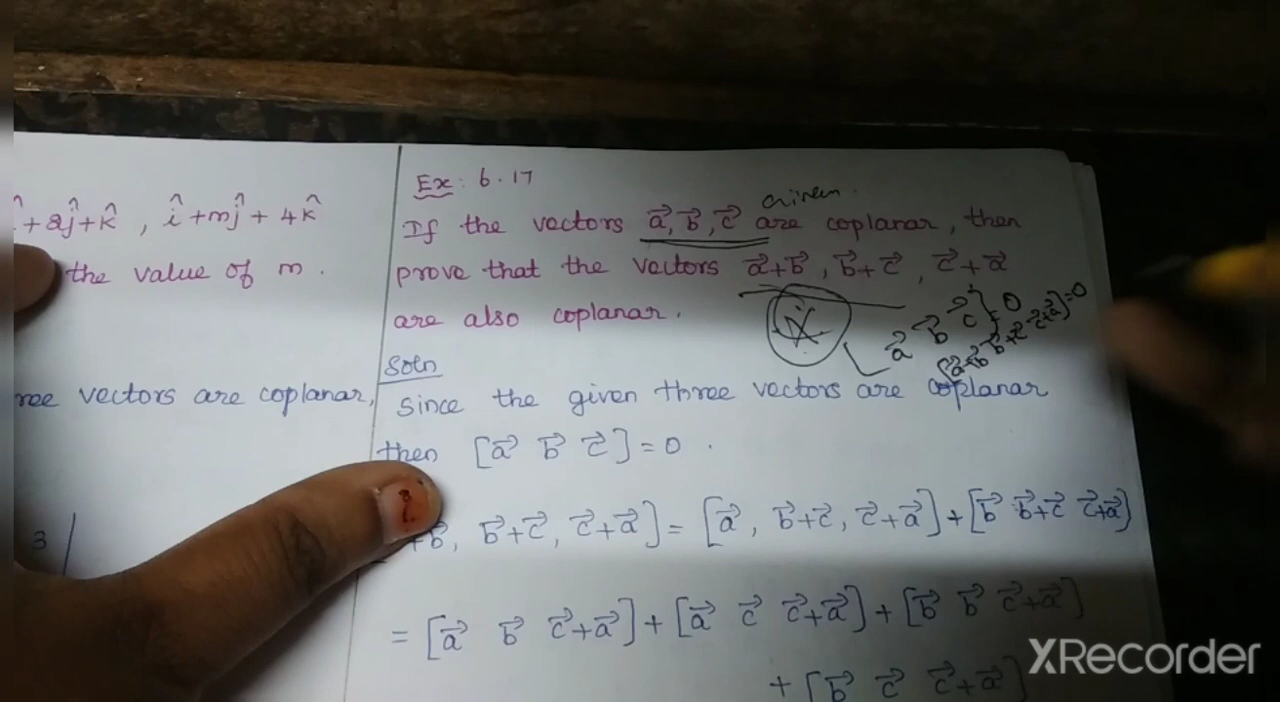 +2ĵ+k̂ , î+mĵ+4k̂
the value of m.
ree vectors are coplanar,
3
Ex: 6.17
Given
If the vectors a⃗, b⃗, c⃗ are coplanar, then
prove that the vectors a⃗+b⃗, b⃗+c⃗, c⃗+a⃗
are also coplanar.
a⃗ b⃗ c⃗] = 0
[a⃗+b⃗ b⃗+c⃗ c⃗+a⃗]=0
Soln
Since the given three vectors are coplanar
then [a⃗ b⃗ c⃗] = 0.
+b⃗, b⃗+c⃗, c⃗+a⃗] = [a⃗, b⃗+c⃗, c⃗+a⃗] + [b⃗ b⃗+c⃗ c⃗+a⃗]
= [a⃗ b⃗ c⃗+a⃗] + [a⃗ c⃗ c⃗+a⃗] + [b⃗ b⃗ c⃗+a⃗]
+ [b⃗ c⃗ c⃗+a⃗]
XRecorder